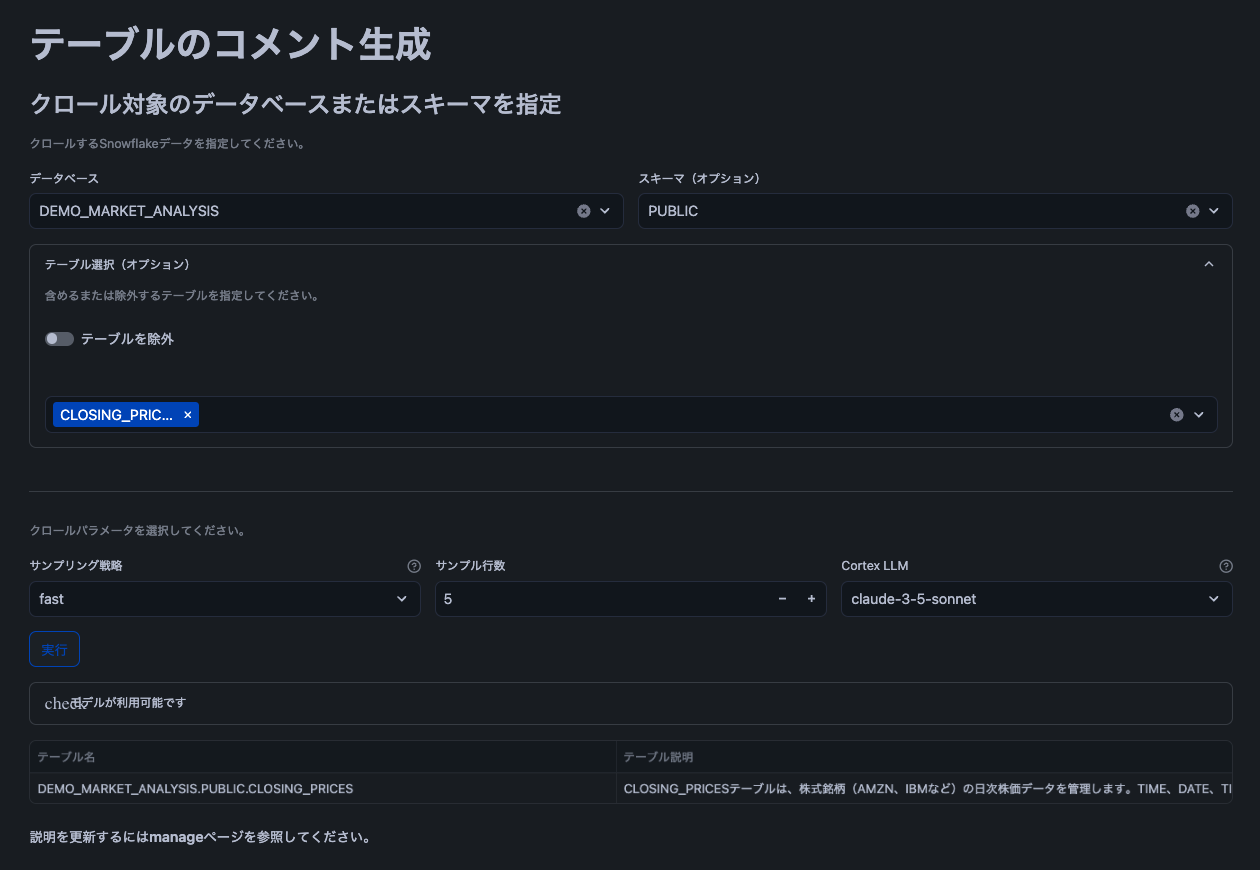 テーブルのコメント生成
クロール対象のデータベースまたはスキーマを指定
クロールするSnowflakeデータを指定してください。
データベース
スキーマ（オプション）
DEMO_MARKET_ANALYSIS
PUBLIC
テーブル選択（オプション）
含めるまたは除外するテーブルを指定してください。
テーブルを除外
CLOSING_PRIC...
クロールパラメータを選択してください。
サンプリング戦略
サンプル行数
Cortex LLM
fast
5
claude-3-5-sonnet
実行
check モデルが利用可能です
テーブル名
テーブル説明
DEMO_MARKET_ANALYSIS.PUBLIC.CLOSING_PRICES
CLOSING_PRICESテーブルは、株式銘柄（AMZN、IBMなど）の日次株価データを管理します。TIME、DATE、TI
説明を更新するにはmanageページを参照してください。